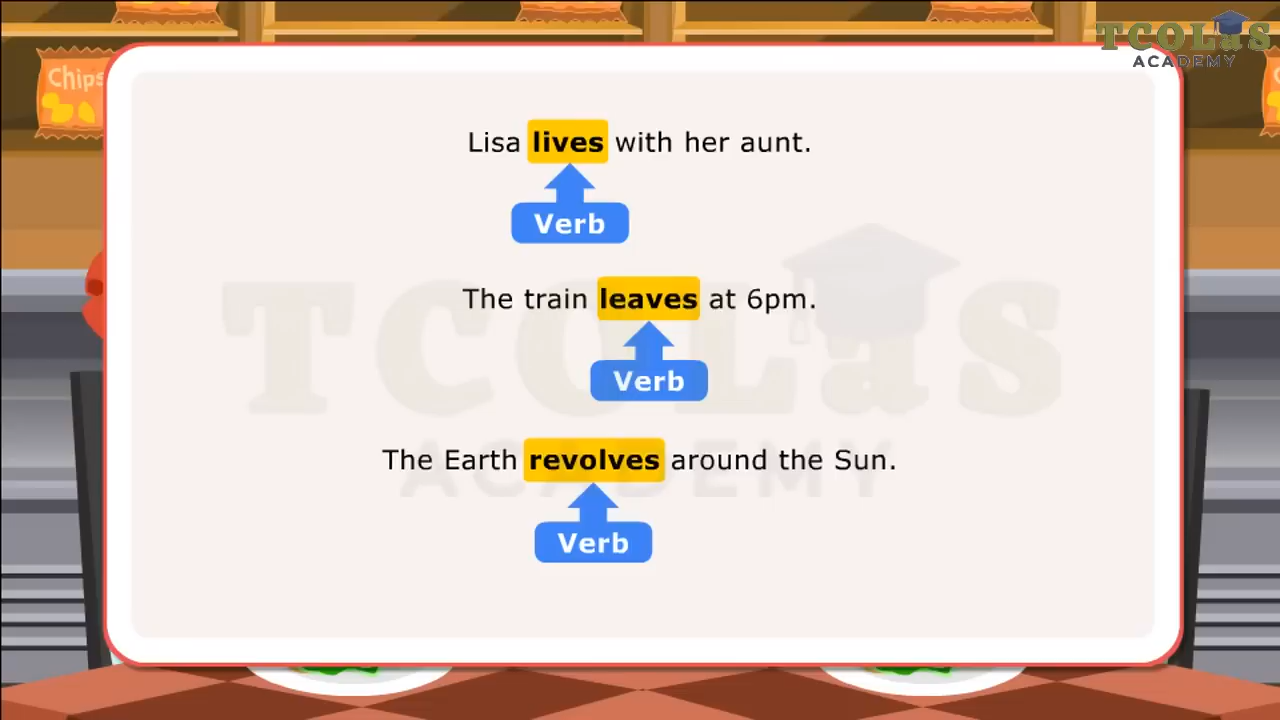 TCOLaS
ACADEMY
Chips
Lisa lives with her aunt.
Verb
The train leaves at 6pm.
Verb
TCOLaS
ACADEMY
The Earth revolves around the Sun.
Verb